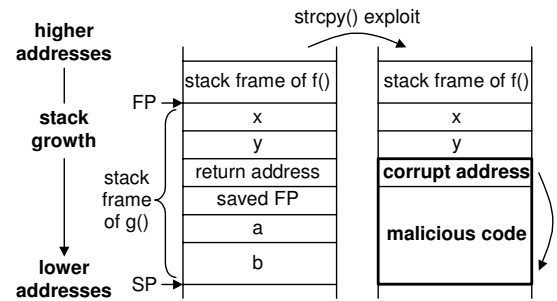 strcpy() exploit
higher
addresses
stack
growth
lower
addresses
FP
stack
frame
of g()
SP
stack frame of f()
x
y
return address
saved FP
a
b
stack frame of f()
x
y
corrupt address
malicious code